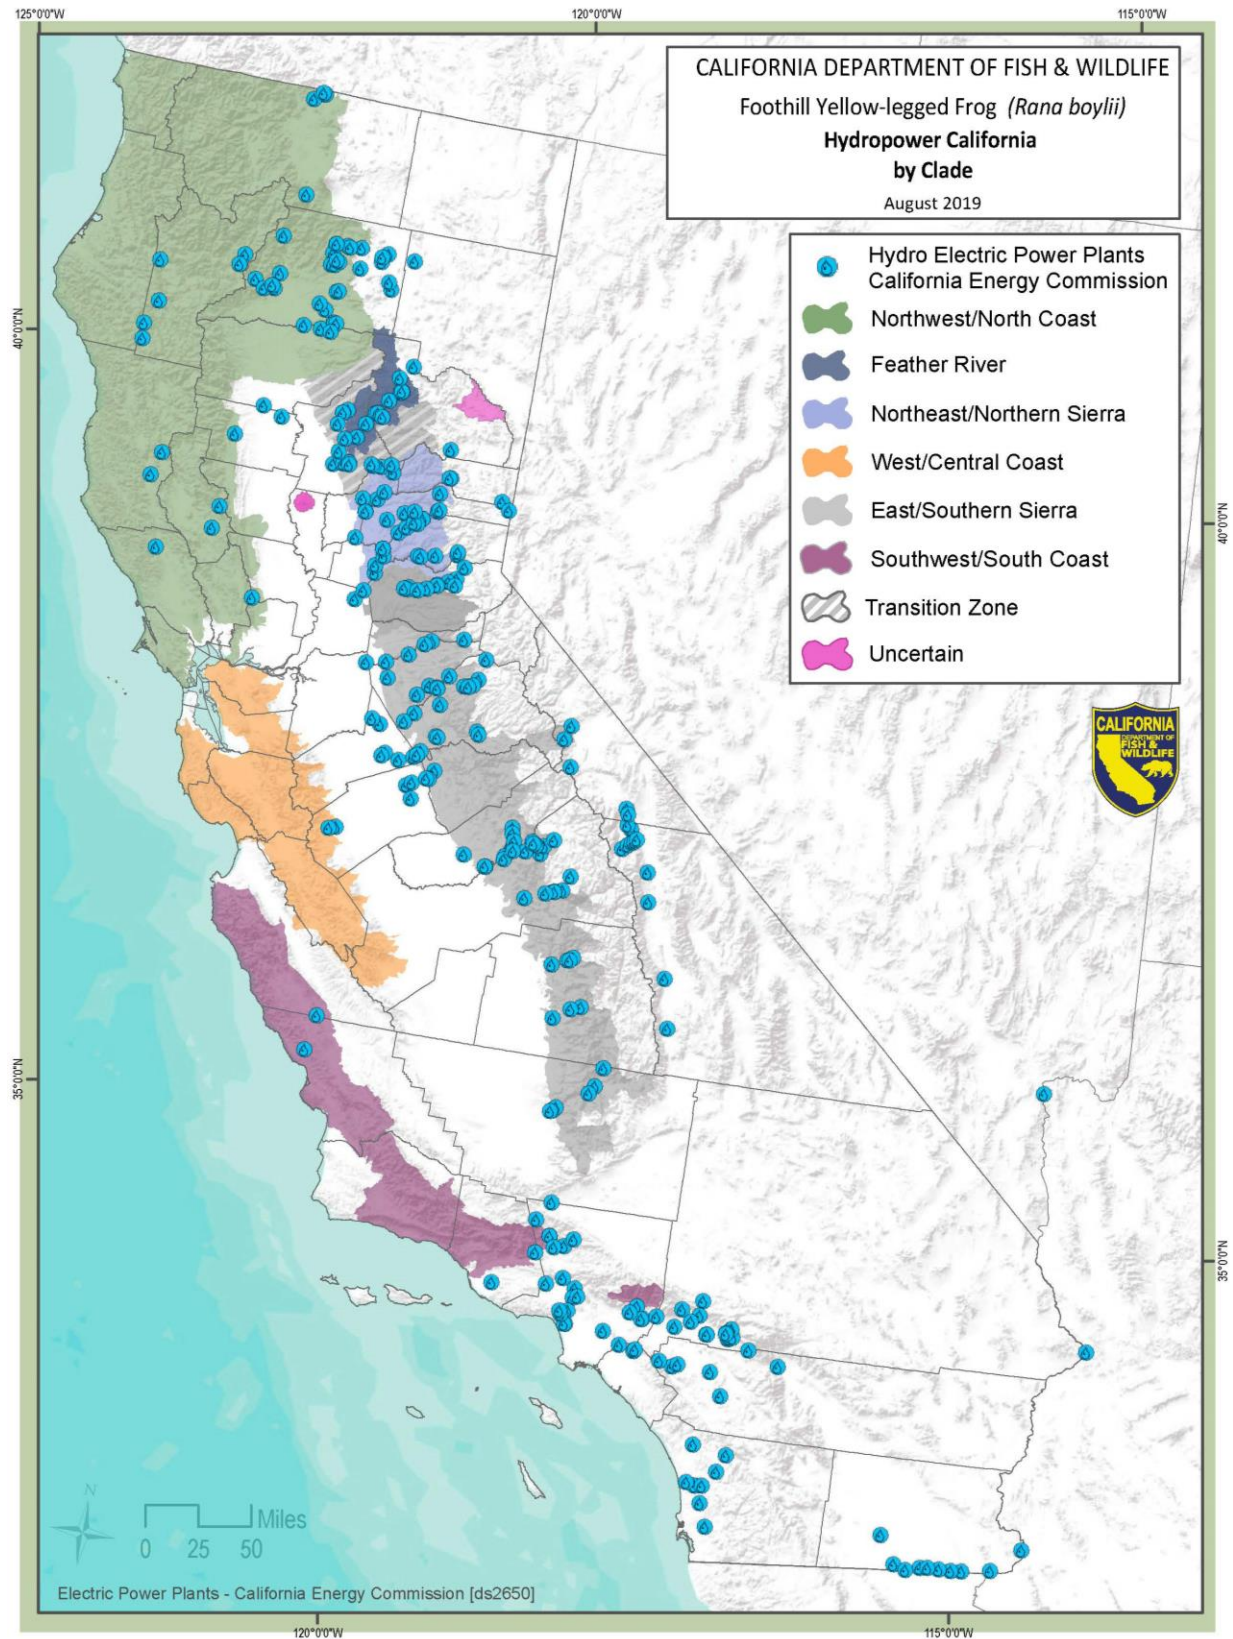 125°0'0"W
120°0'0"W
115°0'0"W
CALIFORNIA DEPARTMENT OF FISH & WILDLIFE
Foothill Yellow-legged Frog (Rana boylii)
Hydropower California
by Clade
August 2019
Hydro Electric Power Plants
California Energy Commission
Northwest/North Coast
Feather River
Northeast/Northern Sierra
West/Central Coast
East/Southern Sierra
Southwest/South Coast
Transition Zone
Uncertain
40°0'0"N
40°0'0"N
CALIFORNIA
DEPARTMENT OF
FISH &
WILDLIFE
35°0'0"N
35°0'0"N
N
Miles
0 25 50
Electric Power Plants - California Energy Commission [ds2650]
120°0'0"W
115°0'0"W